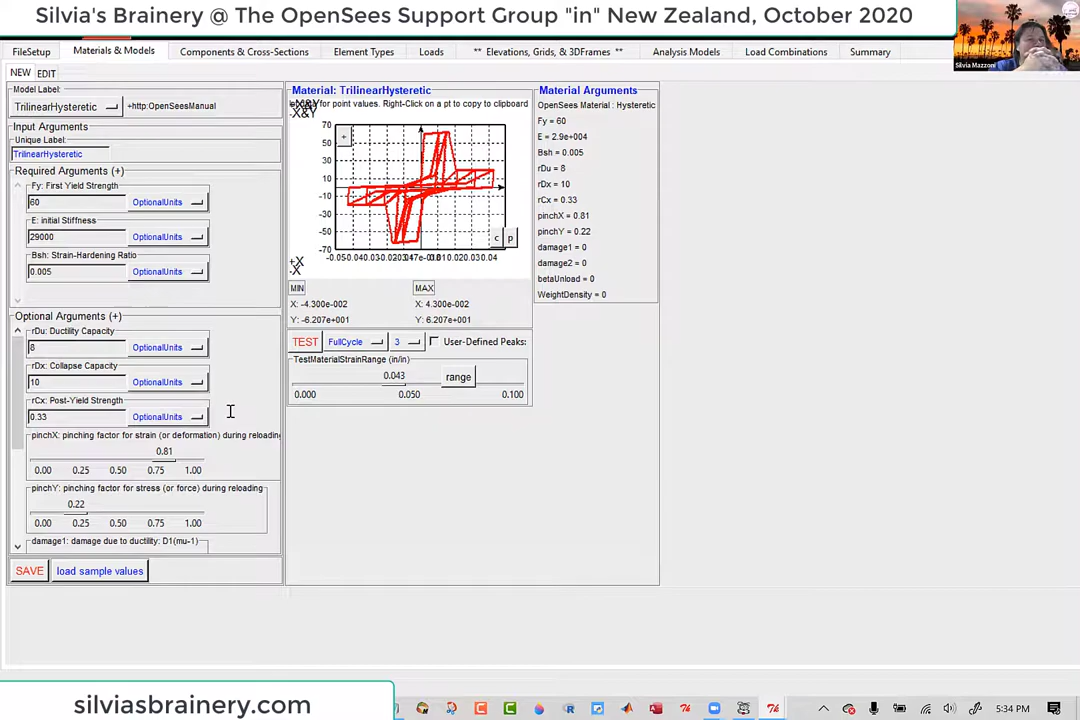 Silvia's Brainery @ The OpenSees Support Group "in" New Zealand, October 2020
Silvia Mazzoni
FileSetup
Materials & Models
Components & Cross-Sections
Element Types
Loads
** Elevations, Grids, & 3DFrames **
Analysis Models
Load Combinations
Summary
NEW
EDIT
Model Label:
TrilinearHysteretic
+http:OpenSeesManual
Input Arguments
Unique Label:
TrilinearHysteretic
Required Arguments (+)
Fy: First Yield Strength
60
OptionalUnits
E: initial Stiffness
29000
OptionalUnits
Bsh: Strain-Hardening Ratio
0.005
OptionalUnits
Optional Arguments (+)
rDu: Ductility Capacity
8
OptionalUnits
rDx: Collapse Capacity
10
OptionalUnits
rCx: Post-Yield Strength
0.33
OptionalUnits
pinchX: pinching factor for strain (or deformation) during reloading
0.81
0.00 0.25 0.50 0.75 1.00
pinchY: pinching factor for stress (or force) during reloading
0.22
0.00 0.25 0.50 0.75 1.00
damage1: damage due to ductility: D1(mu-1)
SAVE
load sample values
Material: TrilinearHysteretic
for point values. Right-Click on a pt to copy to clipboard
-X&Y
+
70
50
30
10
-10
-30
-50
-70
c
p
+X
-X
MIN
MAX
X: -4.300e-002
X: 4.300e-002
Y: -6.207e+001
Y: 6.207e+001
TEST
FullCycle
3
User-Defined Peaks:
TestMaterialStrainRange (in/in)
0.043
range
0.000 0.050 0.100
Material Arguments
OpenSees Material : Hysteretic
Fy = 60
E = 2.9e+004
Bsh = 0.005
rDu = 8
rDx = 10
rCx = 0.33
pinchX = 0.81
pinchY = 0.22
damage1 = 0
damage2 = 0
betaUnload = 0
WeightDensity = 0
silviasbrainery.com
5:34 PM